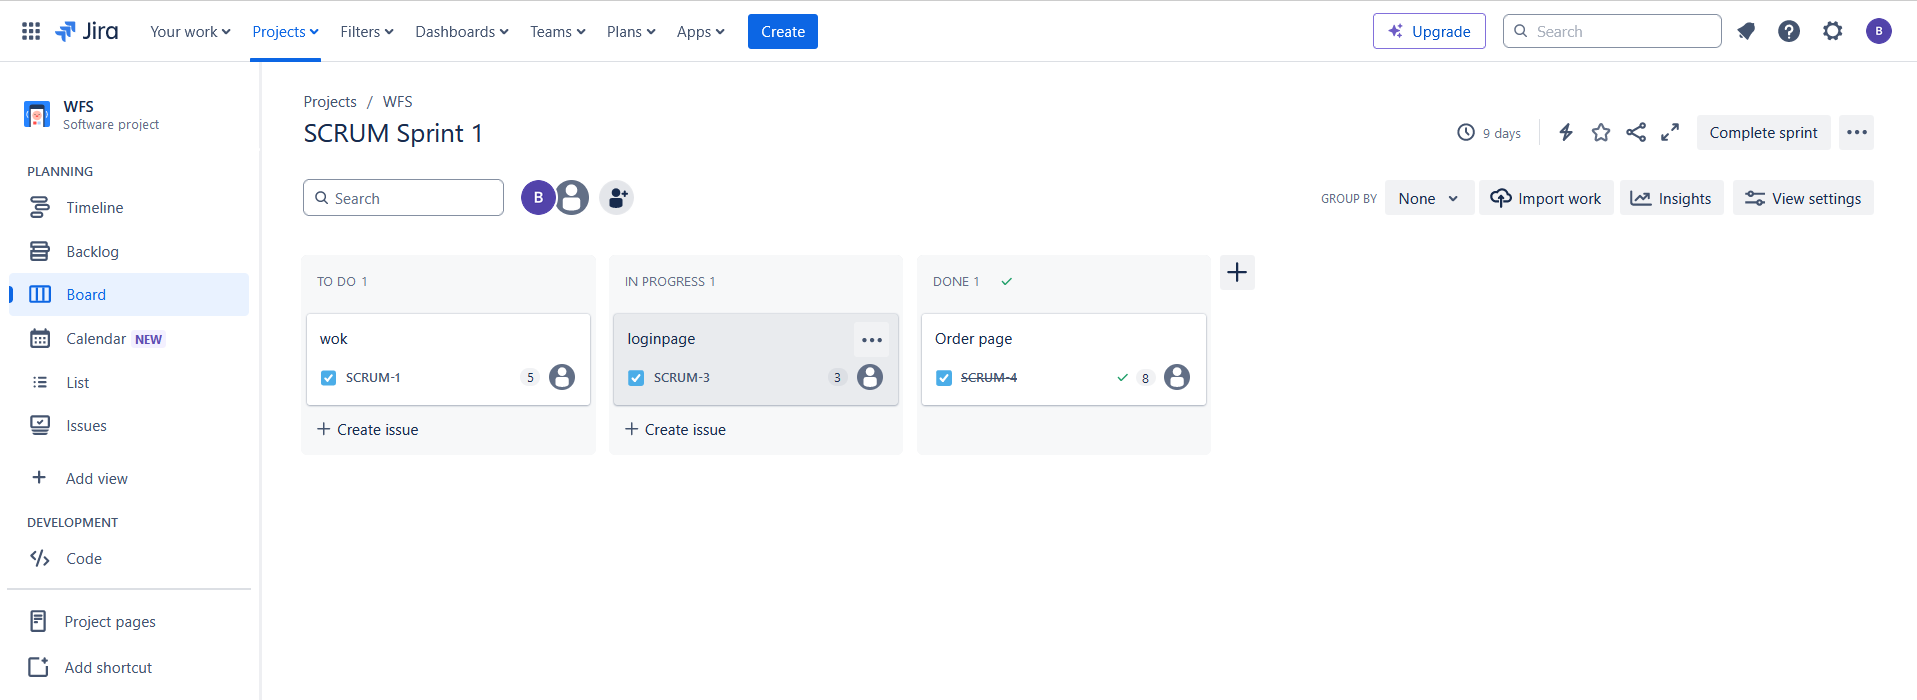 Jira Your work Projects Filters Dashboards Teams Plans Apps Create Upgrade Search B
WFS
Software project
PLANNING
Timeline
Backlog
Board
Calendar NEW
List
Issues
Add view
DEVELOPMENT
Code
Project pages
Add shortcut
Projects / WFS
SCRUM Sprint 1
9 days Complete sprint
Search B GROUP BY None Import work Insights View settings
TO DO 1
wok
SCRUM-1 5
Create issue
IN PROGRESS 1
loginpage
SCRUM-3 3
Create issue
DONE 1
Order page
SCRUM-4 8